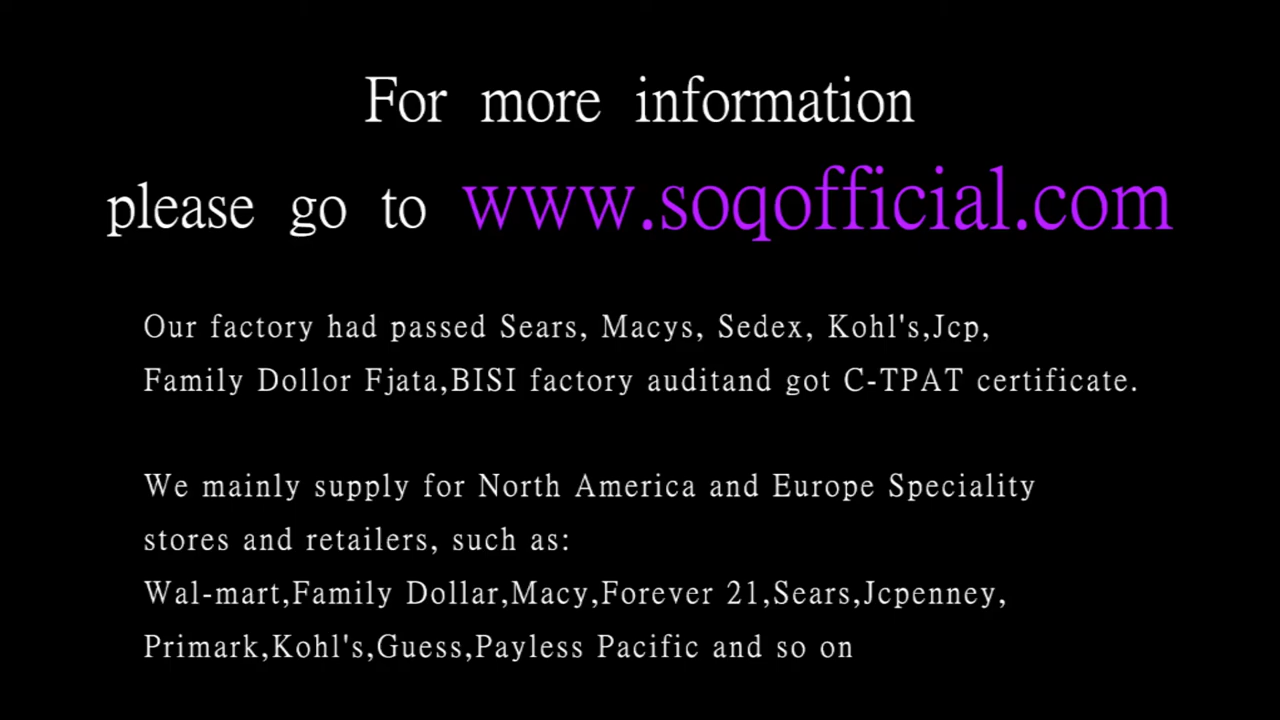 For more information
please go to www.soqofficial.com
Our factory had passed Sears, Macys, Sedex, Kohl's,Jcp,
Family Dollor Fjata,BISI factory auditand got C-TPAT certificate.
We mainly supply for North America and Europe Speciality
stores and retailers, such as:
Wal-mart,Family Dollar,Macy,Forever 21,Sears,Jcpenney,
Primark,Kohl's,Guess,Payless Pacific and so on